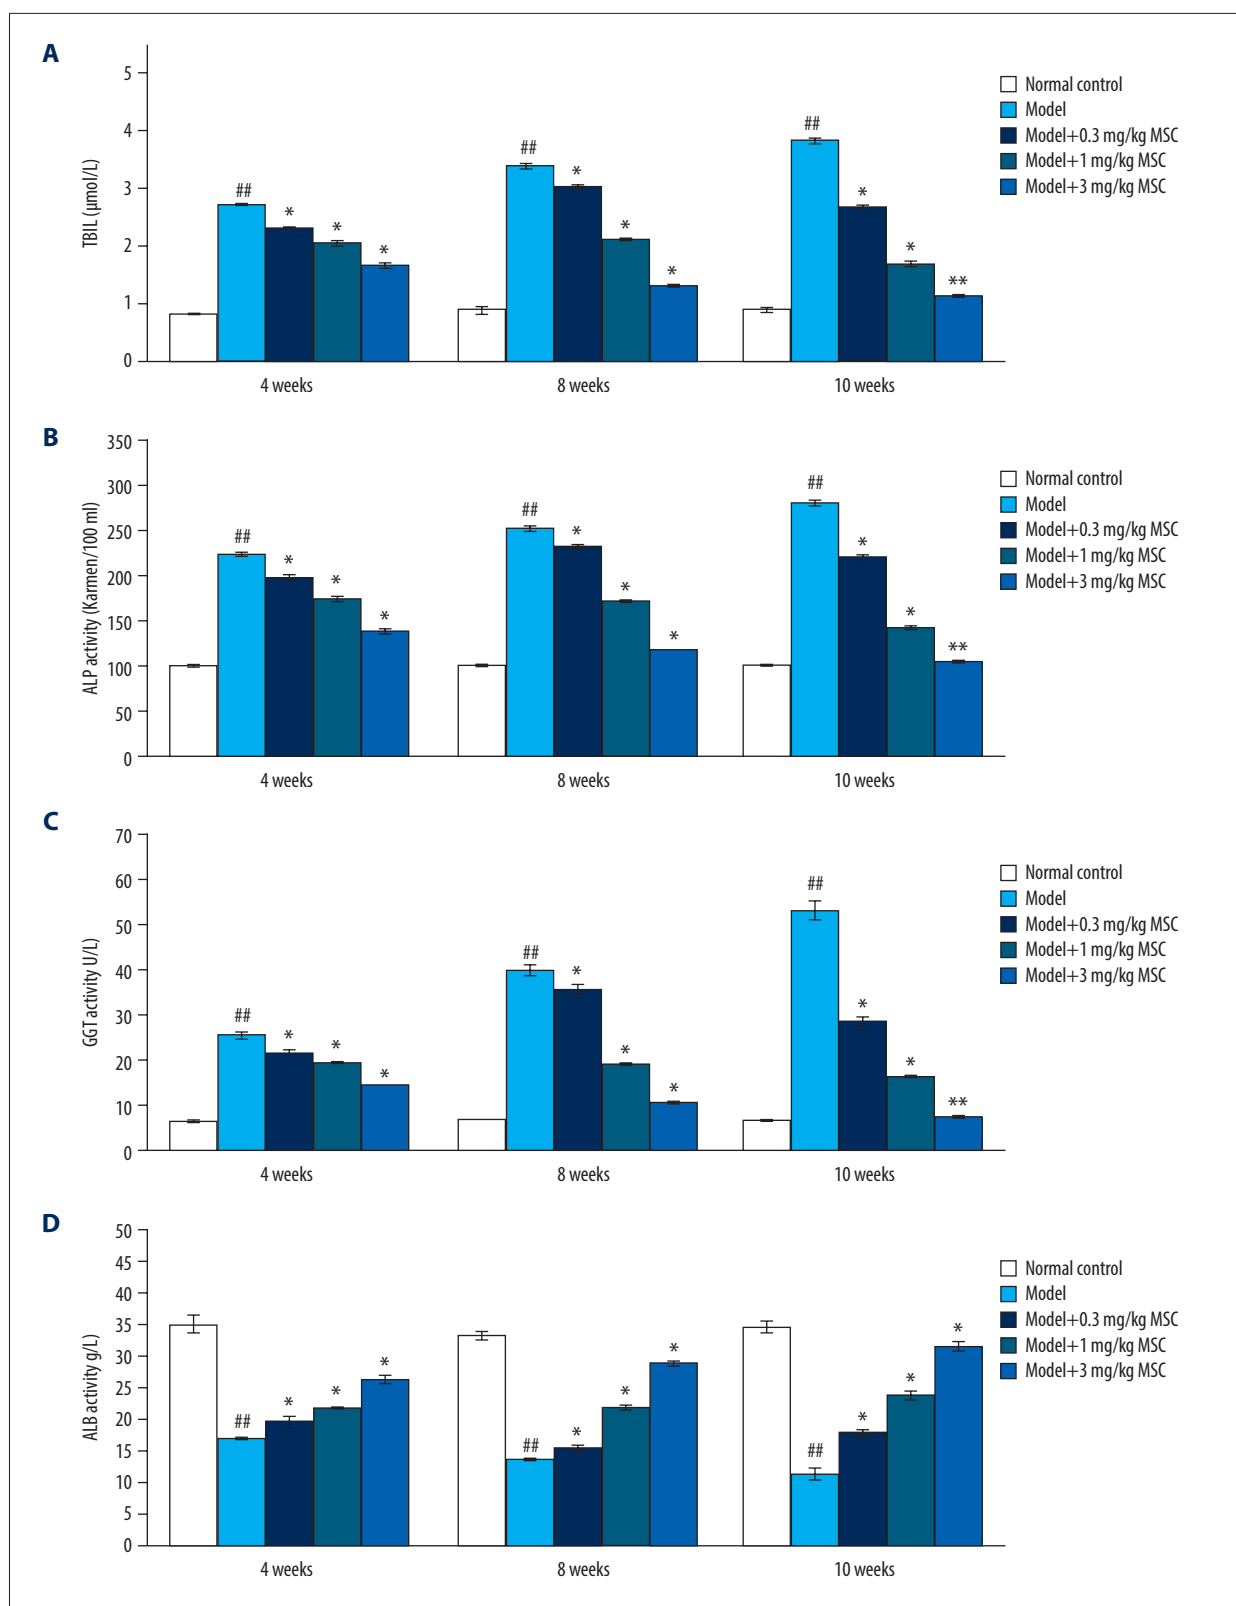 A
TBIL (µmol/L)
5
4
3
2
1
0
##
*
*
*
##
*
*
*
##
*
*
**
4 weeks
8 weeks
10 weeks
Normal control
Model
Model+0.3 mg/kg MSC
Model+1 mg/kg MSC
Model+3 mg/kg MSC
B
ALP activity (Karmen/100 ml)
350
300
250
200
150
100
50
0
##
*
*
*
##
*
*
*
##
*
*
**
4 weeks
8 weeks
10 weeks
Normal control
Model
Model+0.3 mg/kg MSC
Model+1 mg/kg MSC
Model+3 mg/kg MSC
C
GGT activity U/L)
70
60
50
40
30
20
10
0
##
*
*
*
##
*
*
*
##
*
*
**
4 weeks
8 weeks
10 weeks
Normal control
Model
Model+0.3 mg/kg MSC
Model+1 mg/kg MSC
Model+3 mg/kg MSC
D
ALB activity g/L)
50
45
40
35
30
25
20
15
10
5
0
##
*
*
*
##
*
*
*
##
*
*
*
4 weeks
8 weeks
10 weeks
Normal control
Model
Model+0.3 mg/kg MSC
Model+1 mg/kg MSC
Model+3 mg/kg MSC